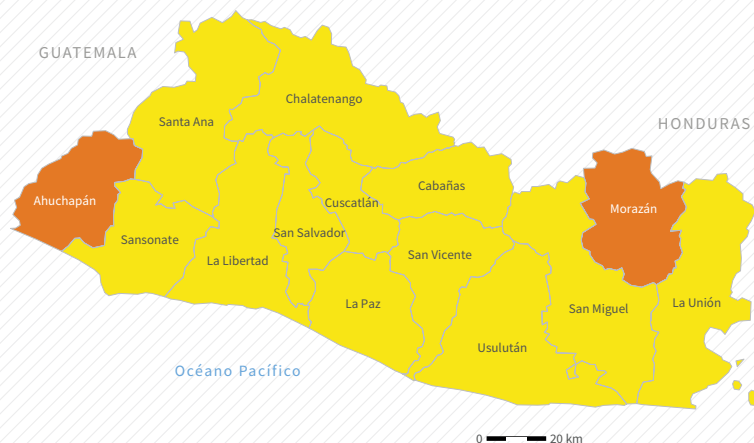 GUATEMALA
Chalatenango
Santa Ana
HONDURAS
Cabañas
Ahuchapán
Cuscatlán
Morazán
San Salvador
Sansonate
San Vicente
La Libertad
La Paz
San Miguel
La Unión
Usulután
Océano Pacífico
0 20 km